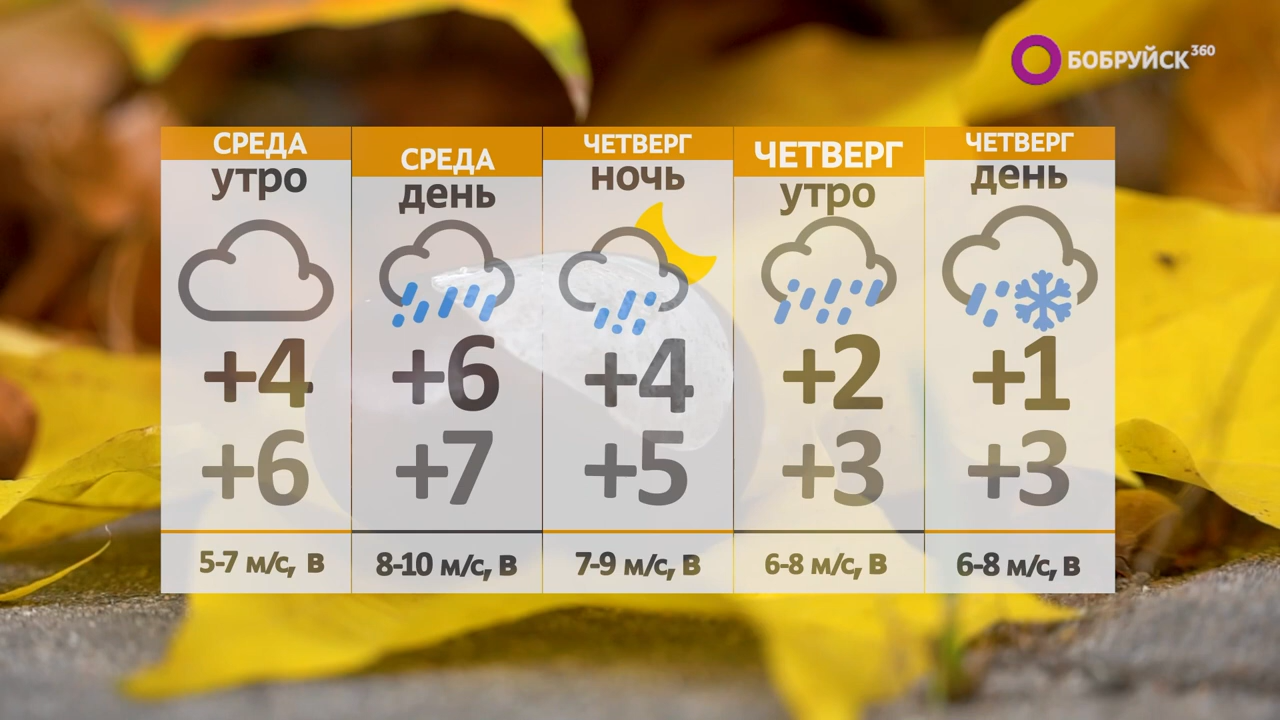 БОБРУЙСК360
СРЕДА
утро
+4
+6
5-7 м/с, В
СРЕДА
день
+6
+7
8-10 м/с, В
ЧЕТВЕРГ
ночь
+4
+5
7-9 м/с, В
ЧЕТВЕРГ
утро
+2
+3
6-8 м/с, В
ЧЕТВЕРГ
день
+1
+3
6-8 м/с, В